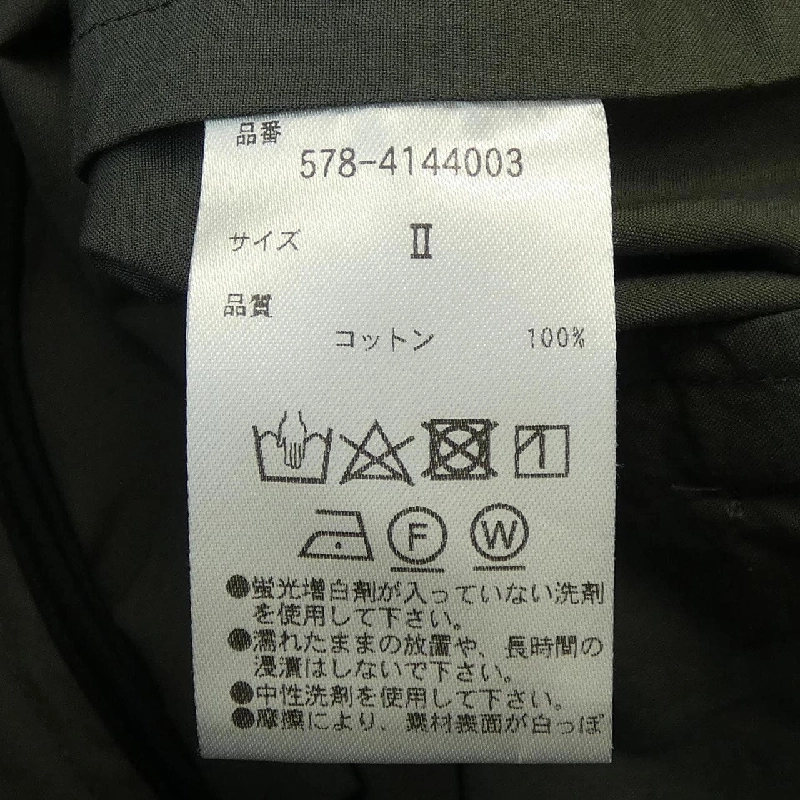 品番
578-4144003
サイズ Ⅱ
品質
コットン 100%
F W
●蛍光増白剤が入っていない洗剤
を使用して下さい。
●濡れたままの放置や、長時間の
浸漬はしないで下さい。
●中性洗剤を使用して下さい。
●摩擦により、素材表面が白っぽ